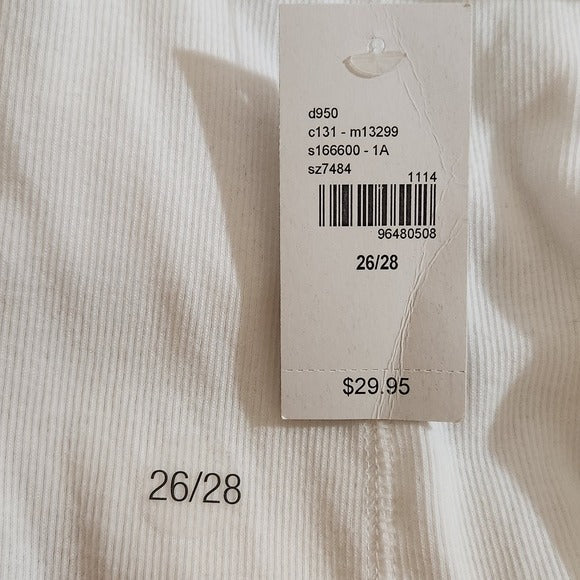 d950
c131 - m13299
s166600 - 1A
sz7484
1114
96480508
26/28
$29.95
26/28